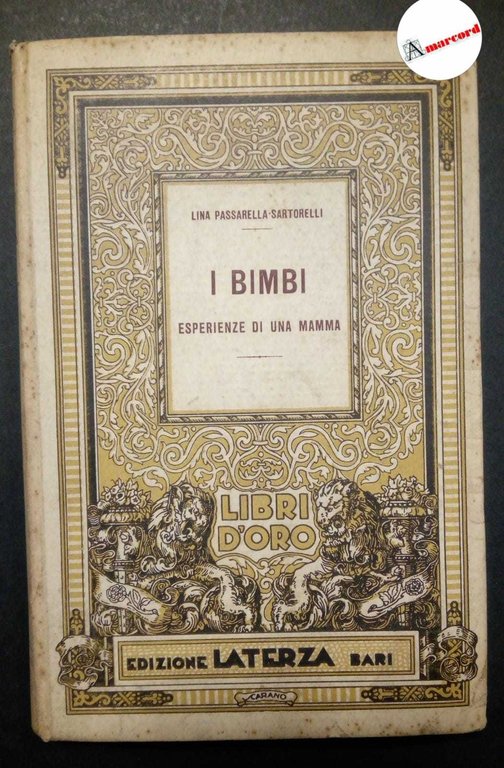 Amarcord
LINA PASSARELLA-SARTORELLI
I BIMBI
ESPERIENZE DI UNA MAMMA
LIBRI
D'ORO
EDIZIONE LATERZA BARI
CARANO